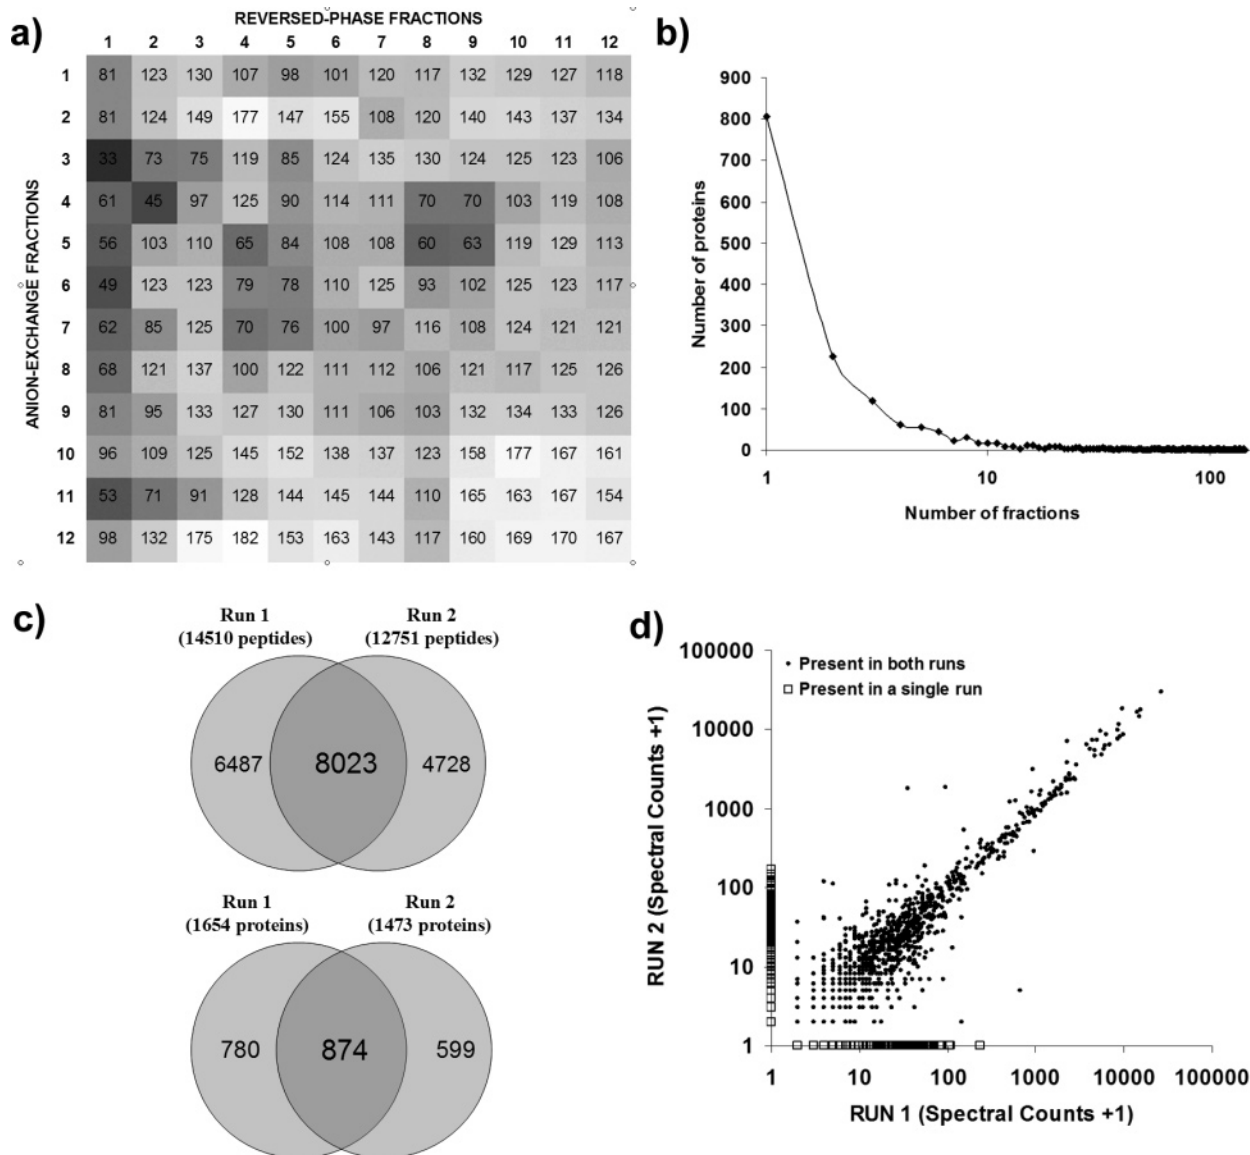 a)
REVERSED-PHASE FRACTIONS
1 2 3 4 5 6 7 8 9 10 11 12
ANION-EXCHANGE FRACTIONS
1 81 123 130 107 98 101 120 117 132 129 127 118
2 81 124 149 177 147 155 108 120 140 143 137 134
3 33 73 75 119 85 124 135 130 124 125 123 106
4 61 45 97 125 90 114 111 70 70 103 119 108
5 56 103 110 65 84 108 108 60 63 119 129 113
6 49 123 123 79 78 110 125 93 102 125 123 117
7 62 85 125 70 76 100 97 116 108 124 121 121
8 68 121 137 100 122 111 112 106 121 117 125 126
9 81 95 133 127 130 111 106 103 132 134 133 126
10 96 109 125 145 152 138 137 123 158 177 167 161
11 53 71 91 128 144 145 144 110 165 163 167 154
12 98 132 175 182 153 163 143 117 160 169 170 167
b)
Number of proteins
900
800
700
600
500
400
300
200
100
0
1 10 100
Number of fractions
c)
Run 1
(14510 peptides)
Run 2
(12751 peptides)
6487 8023 4728
Run 1
(1654 proteins)
Run 2
(1473 proteins)
780 874 599
d)
RUN 2 (Spectral Counts +1)
100000
10000
1000
100
10
1
Present in both runs
Present in a single run
1 10 100 1000 10000 100000
RUN 1 (Spectral Counts +1)